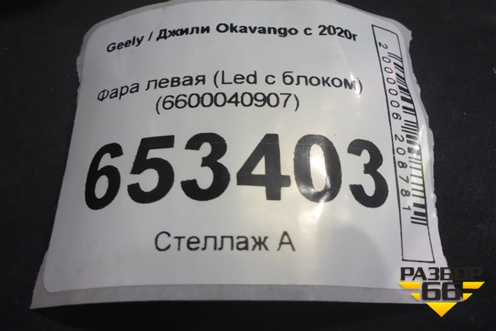 Geely / Джили Okavango с 2020г
Фара левая (Led с блоком)
(6600040907)
653403
Стеллаж А
2000006208781
РАЗБОР
66